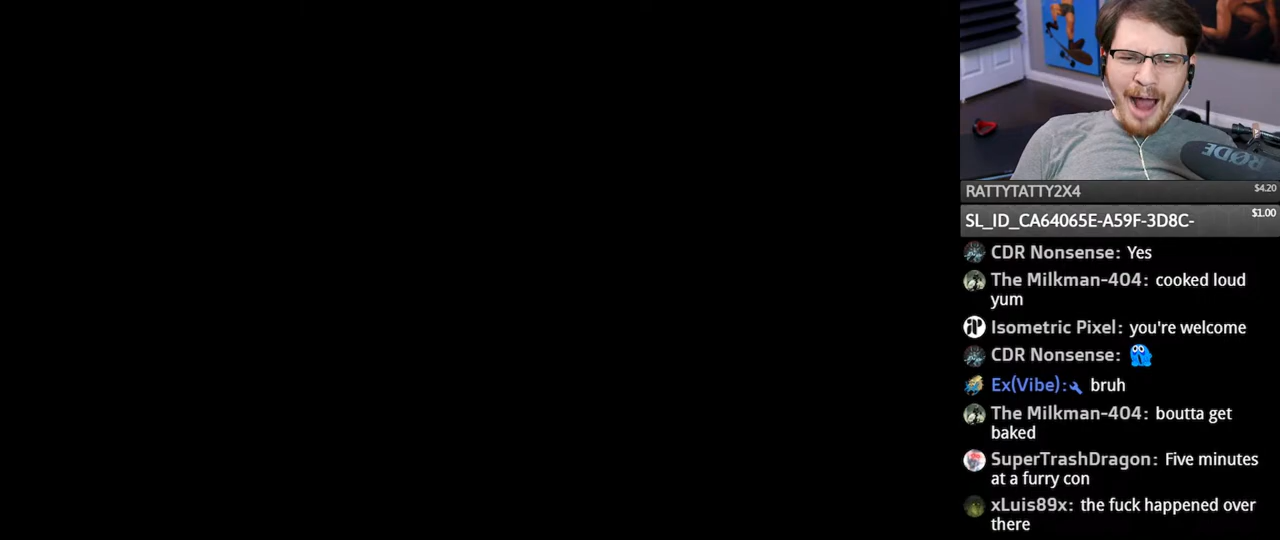 RØDE
RATTYTATTY2X4 $4.20
SL_ID_CA64065E-A59F-3D8C- $1.00
CDR Nonsense: Yes
The Milkman-404: cooked loud
yum
Isometric Pixel: you're welcome
CDR Nonsense:
Ex(Vibe): bruh
The Milkman-404: boutta get
baked
SuperTrashDragon: Five minutes
at a furry con
xLuis89x: the fuck happened over
there